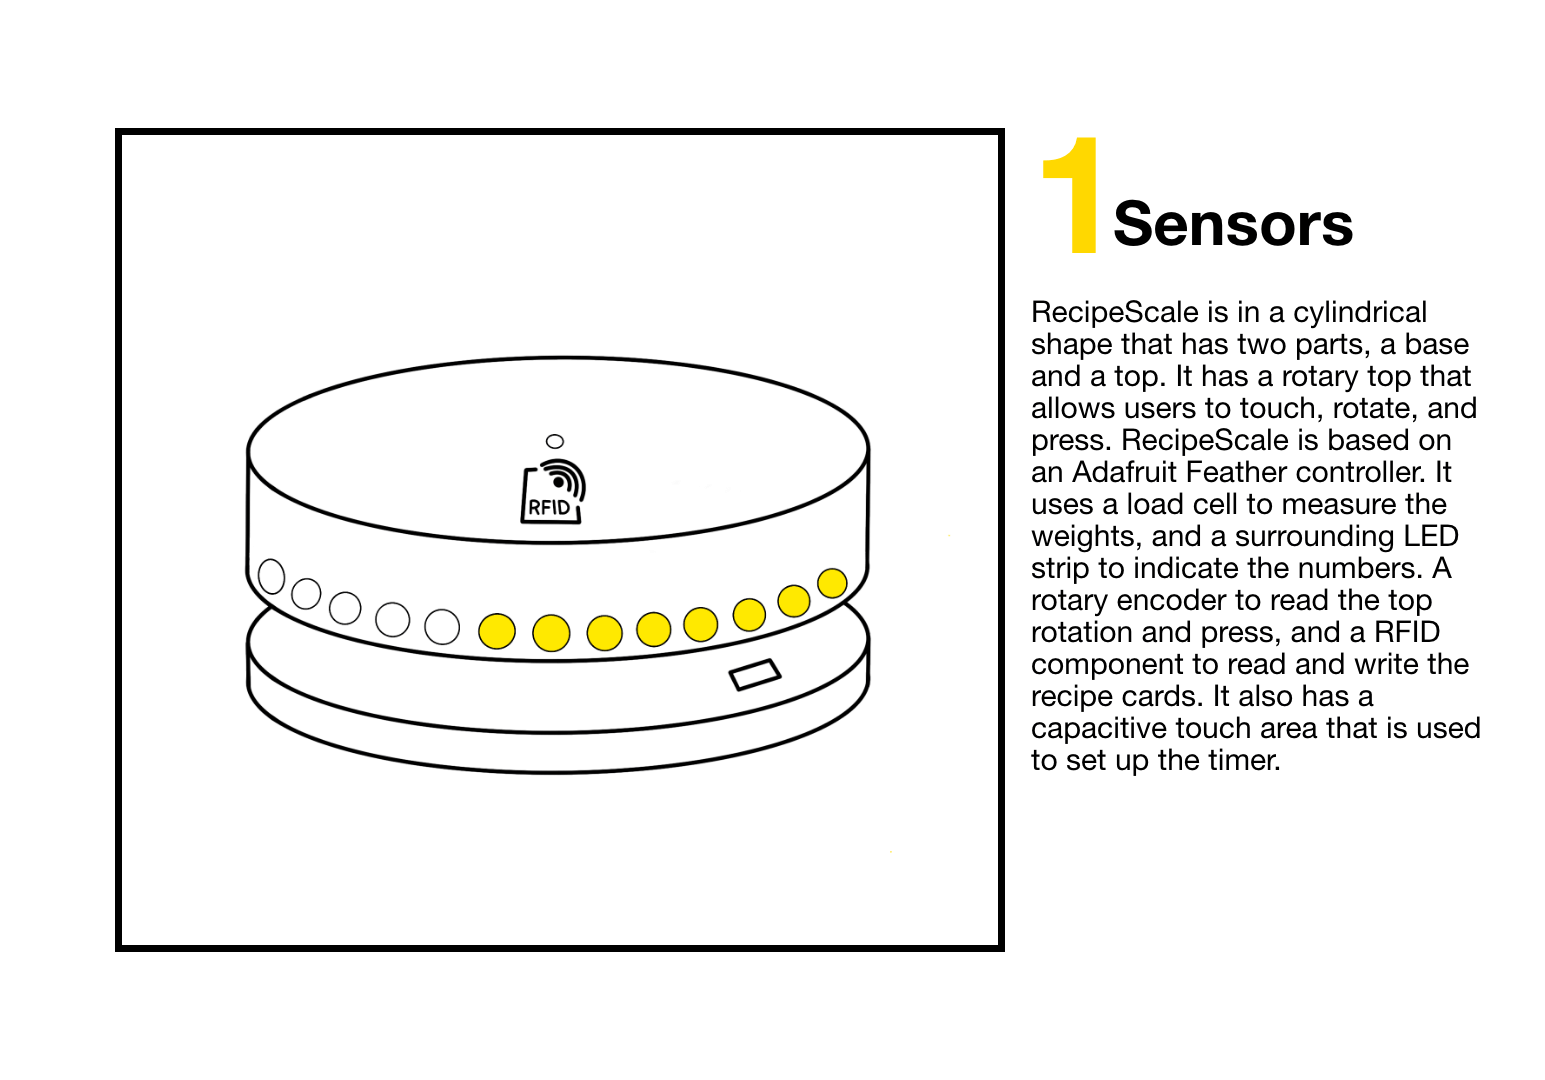 1 Sensors
RecipeScale is in a cylindrical
shape that has two parts, a base
and a top. It has a rotary top that
allows users to touch, rotate, and
press. RecipeScale is based on
an Adafruit Feather controller. It
uses a load cell to measure the
weights, and a surrounding LED
strip to indicate the numbers. A
rotary encoder to read the top
rotation and press, and a RFID
component to read and write the
recipe cards. It also has a
capacitive touch area that is used
to set up the timer.
RFID